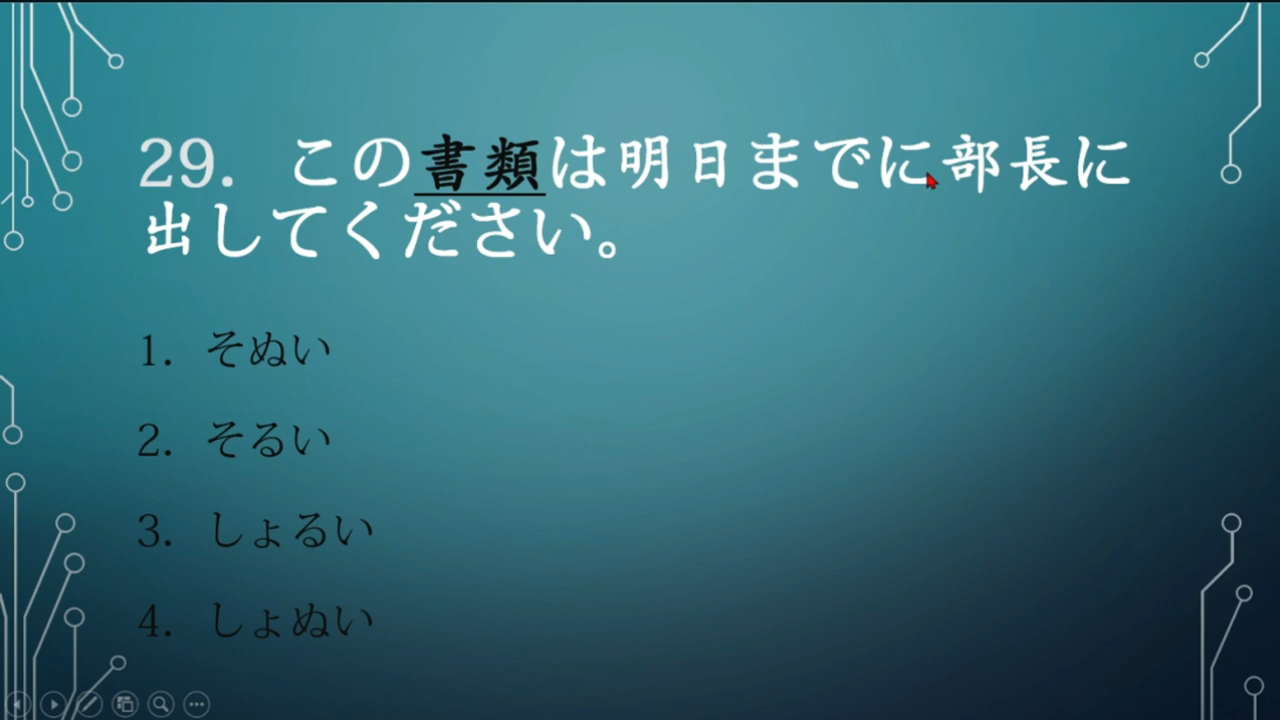 29. この書類は明日までに部長に
出してください。
1. そぬい
2. そるい
3. しょるい
4. しょぬい